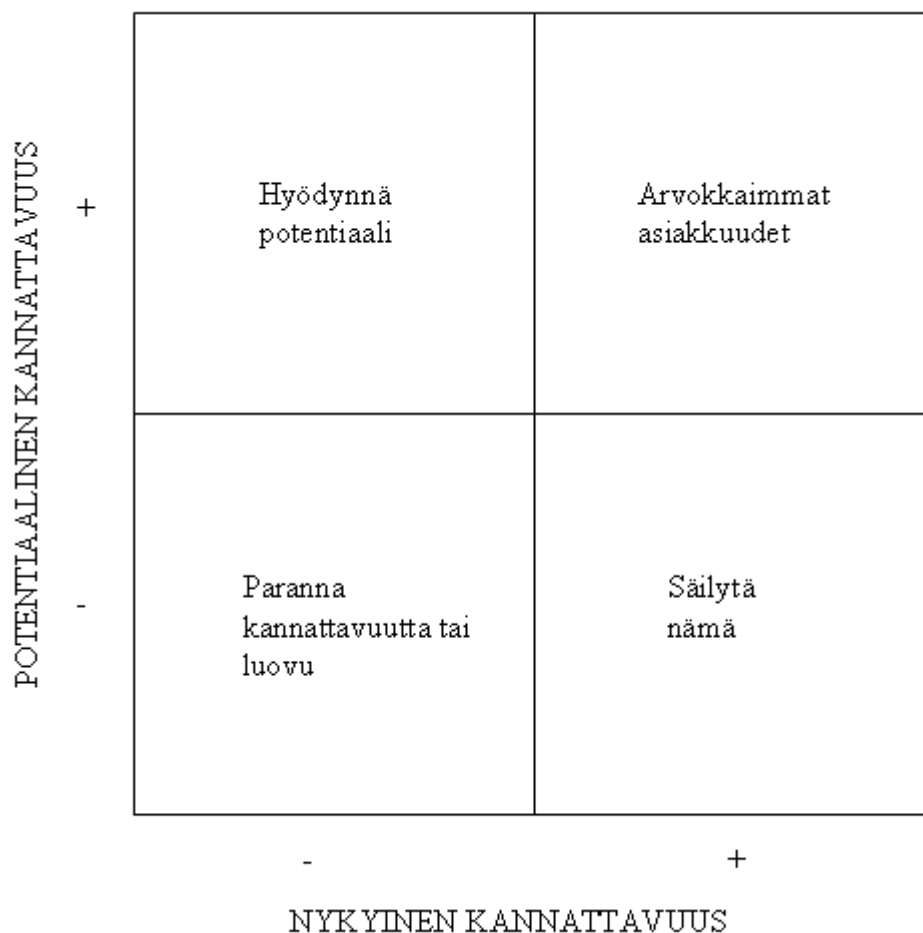 POTENTIAALINEN KANNATTAVUUS
+
Hyödynnä
potentiaali
Arvokkaimmat
asiakkuudet
-
Paranna
kannattavuutta tai
luovu
Säilytä
nämä
-
+
NYKYINEN KANNATTAVUUS